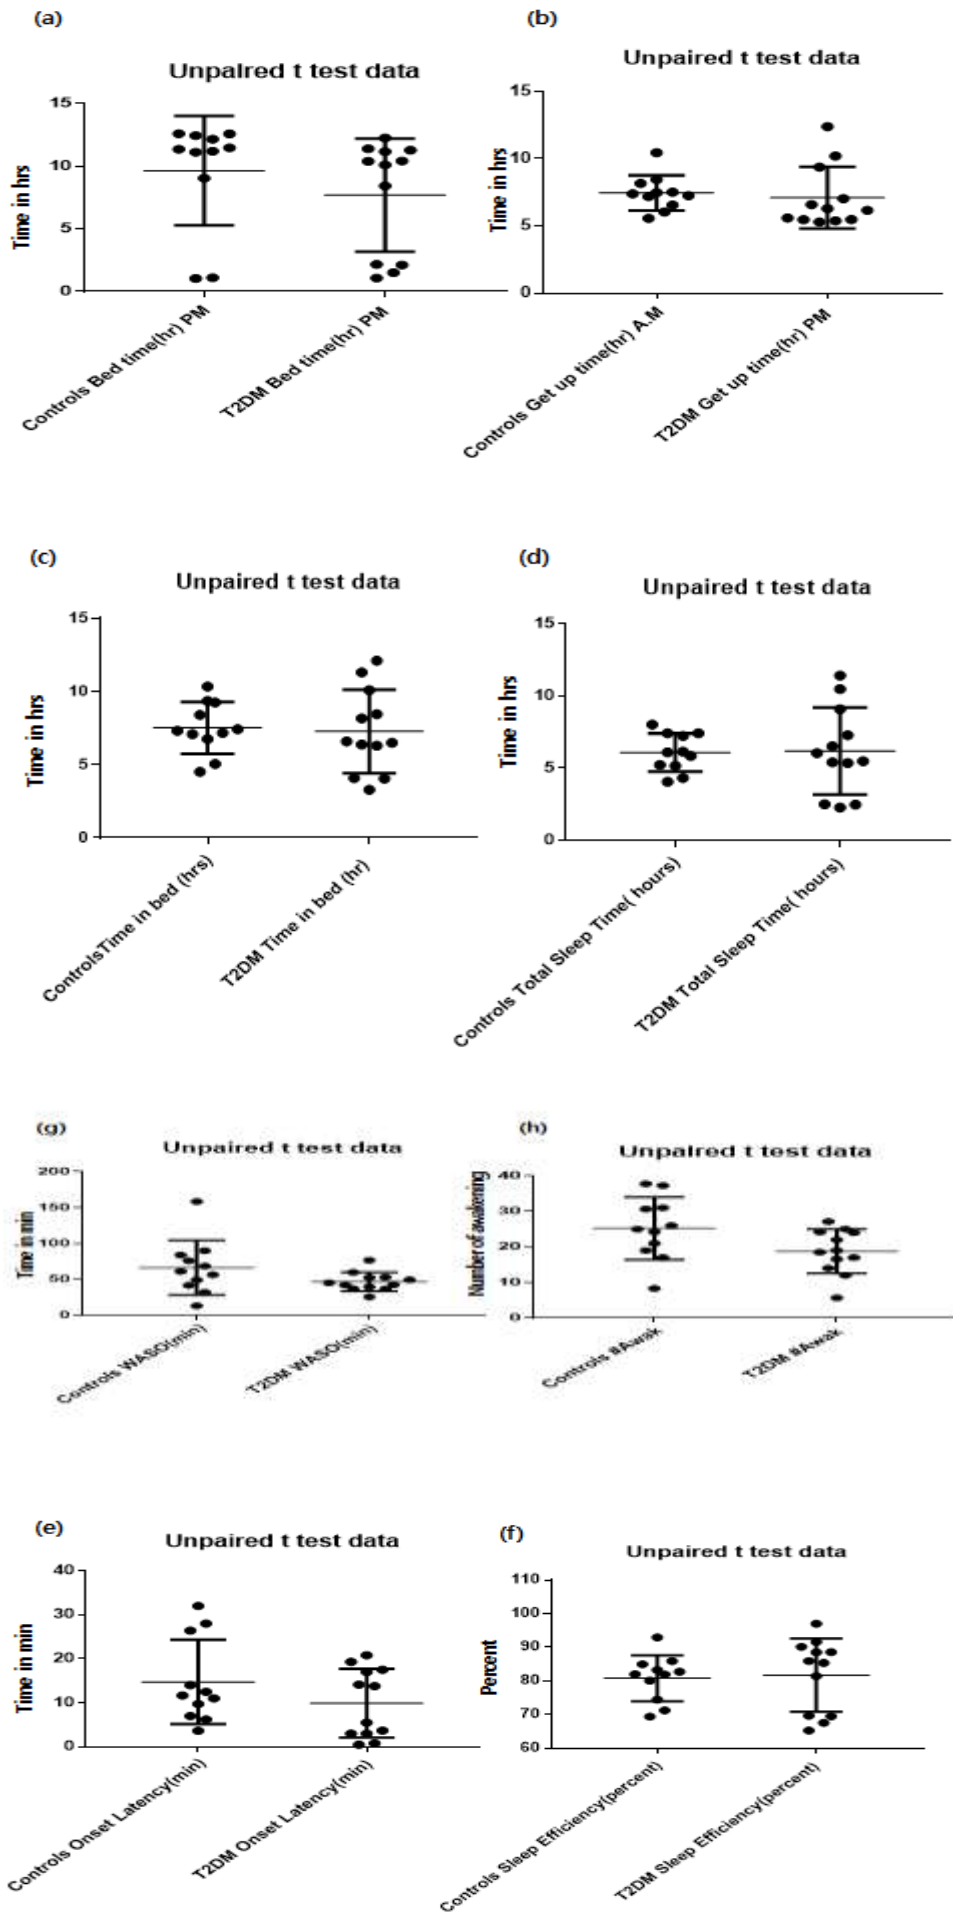 (a)
Unpaired t test data
15
10
5
0
Time in hrs
Controls Bed time(hr) PM
T2DM Bed time(hr) PM
(b)
Unpaired t test data
15
10
5
0
Time in hrs
Controls Get up time(hr) A.M
T2DM Get up time(hr) PM
(c)
Unpaired t test data
15
10
5
0
Time in hrs
ControlsTime in bed (hrs)
T2DM Time in bed (hr)
(d)
Unpaired t test data
15
10
5
0
Time in hrs
Controls Total Sleep Time( hours)
T2DM Total Sleep Time( hours)
(g)
Unpaired t test data
200
150
100
50
0
Time in min
Controls WASO(min)
T2DM WASO(min)
(h)
Unpaired t test data
40
30
20
10
0
Number of awakening
Controls #Awak
T2DM #Awak
(e)
Unpaired t test data
40
30
20
10
0
Time in min
Controls Onset Latency(min)
T2DM Onset Latency(min)
(f)
Unpaired t test data
110
100
90
80
70
60
Percent
Controls Sleep Efficiency(percent)
T2DM Sleep Efficiency(percent)